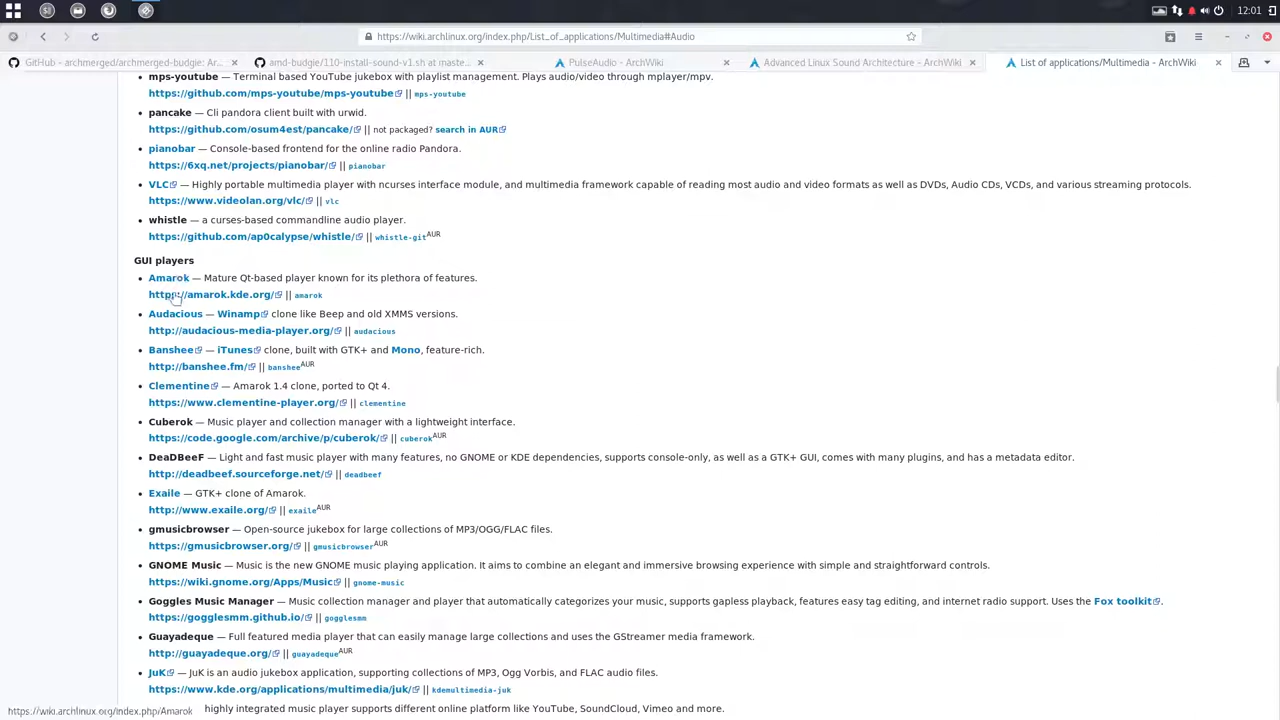 12:01
https://wiki.archlinux.org/index.php/List_of_applications/Multimedia#Audio
GitHub - archmerged/archmerged-budgie: Ar...
amd-budgie/110-install-sound-v1.sh at maste...
PulseAudio - ArchWiki
Advanced Linux Sound Architecture - ArchWiki
List of applications/Multimedia - ArchWiki
mps-youtube — Terminal based YouTube jukebox with playlist management. Plays audio/video through mplayer/mpv.
https://github.com/mps-youtube/mps-youtube || mps-youtube
pancake — Cli pandora client built with urwid.
https://github.com/osum4est/pancake/ || not packaged? search in AUR
pianobar — Console-based frontend for the online radio Pandora.
https://6xq.net/projects/pianobar/ || pianobar
VLC — Highly portable multimedia player with ncurses interface module, and multimedia framework capable of reading most audio and video formats as well as DVDs, Audio CDs, VCDs, and various streaming protocols.
https://www.videolan.org/vlc/ || vlc
whistle — a curses-based commandline audio player.
https://github.com/ap0calypse/whistle/ || whistle-gitAUR
GUI players
Amarok — Mature Qt-based player known for its plethora of features.
https://amarok.kde.org/ || amarok
Audacious — Winamp clone like Beep and old XMMS versions.
http://audacious-media-player.org/ || audacious
Banshee — iTunes clone, built with GTK+ and Mono, feature-rich.
http://banshee.fm/ || bansheeAUR
Clementine — Amarok 1.4 clone, ported to Qt 4.
https://www.clementine-player.org/ || clementine
Cuberok — Music player and collection manager with a lightweight interface.
https://code.google.com/archive/p/cuberok/ || cuberokAUR
DeaDBeeF — Light and fast music player with many features, no GNOME or KDE dependencies, supports console-only, as well as a GTK+ GUI, comes with many plugins, and has a metadata editor.
http://deadbeef.sourceforge.net/ || deadbeef
Exaile — GTK+ clone of Amarok.
http://www.exaile.org/ || exaileAUR
gmusicbrowser — Open-source jukebox for large collections of MP3/OGG/FLAC files.
https://gmusicbrowser.org/ || gmusicbrowserAUR
GNOME Music — Music is the new GNOME music playing application. It aims to combine an elegant and immersive browsing experience with simple and straightforward controls.
https://wiki.gnome.org/Apps/Music || gnome-music
Goggles Music Manager — Music collection manager and player that automatically categorizes your music, supports gapless playback, features easy tag editing, and internet radio support. Uses the Fox toolkit.
https://gogglesmm.github.io/ || gogglesmm
Guayadeque — Full featured media player that can easily manage large collections and uses the GStreamer media framework.
http://guayadeque.org/ || guayadequeAUR
JuK — JuK is an audio jukebox application, supporting collections of MP3, Ogg Vorbis, and FLAC audio files.
https://www.kde.org/applications/multimedia/juk/ || kdemultimedia-juk
highly integrated music player supports different online platform like YouTube, SoundCloud, Vimeo and more.
https://wiki.archlinux.org/index.php/Amarok